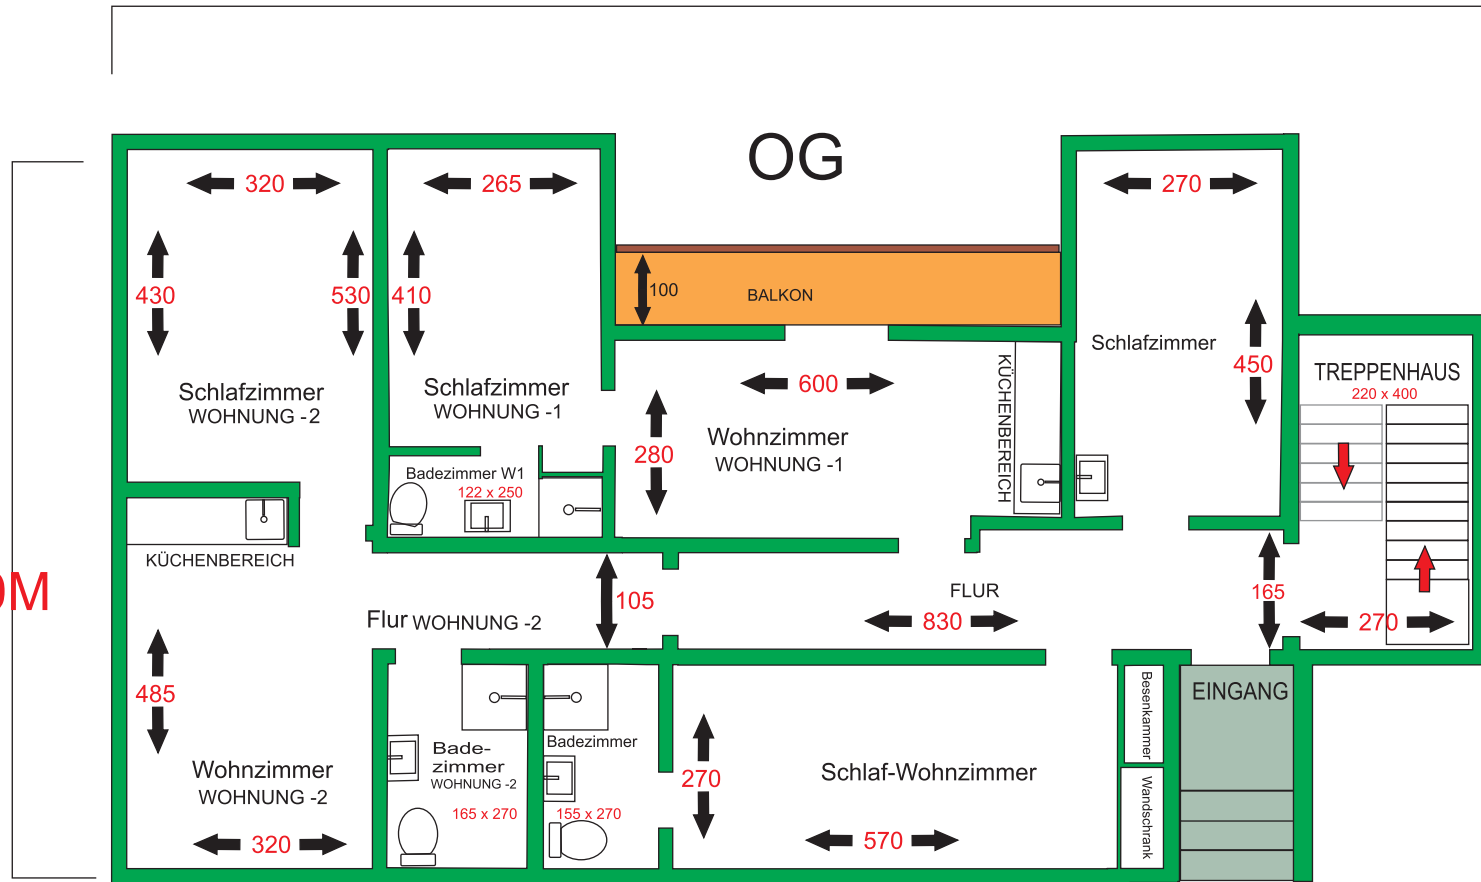 OG
320
265
270
430
530
410
100
BALKON
Schlafzimmer
WOHNUNG -2
Schlafzimmer
WOHNUNG -1
600
280
Wohnzimmer
WOHNUNG -1
KÜCHENBEREICH
Schlafzimmer
450
TREPPENHAUS
220 x 400
Badezimmer W1
122 x 250
KÜCHENBEREICH
0M
Flur WOHNUNG -2
105
FLUR
830
165
270
485
Wohnzimmer
WOHNUNG -2
320
Bade-
zimmer
WOHNUNG -2
165 x 270
Badezimmer
155 x 270
270
Schlaf-Wohnzimmer
570
Besenkammer
Wandschrank
EINGANG